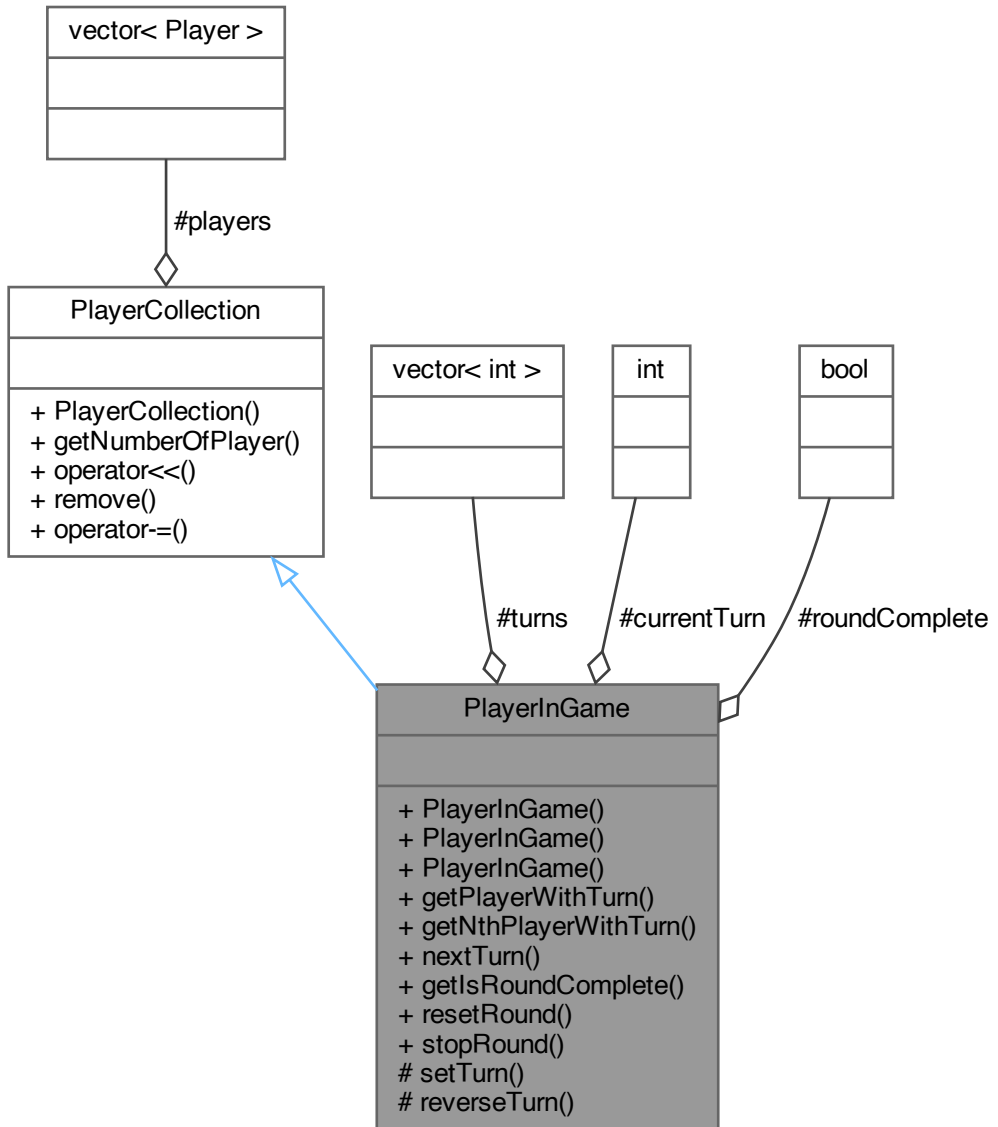 vector< Player >
#players
PlayerCollection
+ PlayerCollection()
+ getNumberOfPlayer()
+ operator<<()
+ remove()
+ operator-=()
vector< int >
int
bool
#turns
#currentTurn
#roundComplete
PlayerInGame
+ PlayerInGame()
+ PlayerInGame()
+ PlayerInGame()
+ getPlayerWithTurn()
+ getNthPlayerWithTurn()
+ nextTurn()
+ getIsRoundComplete()
+ resetRound()
+ stopRound()
# setTurn()
# reverseTurn()